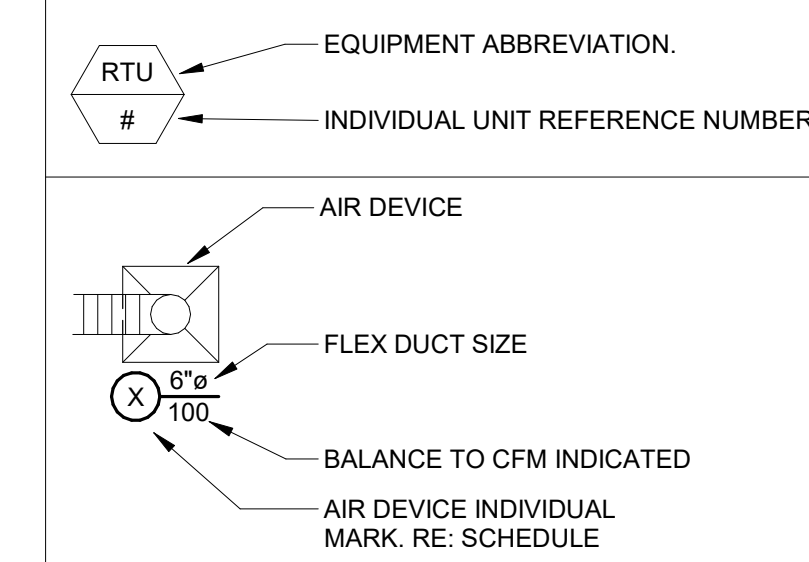 RTU
EQUIPMENT ABBREVIATION.
#
INDIVIDUAL UNIT REFERENCE NUMBER
AIR DEVICE
FLEX DUCT SIZE
6"ø
X
100
BALANCE TO CFM INDICATED
AIR DEVICE INDIVIDUAL
MARK. RE: SCHEDULE